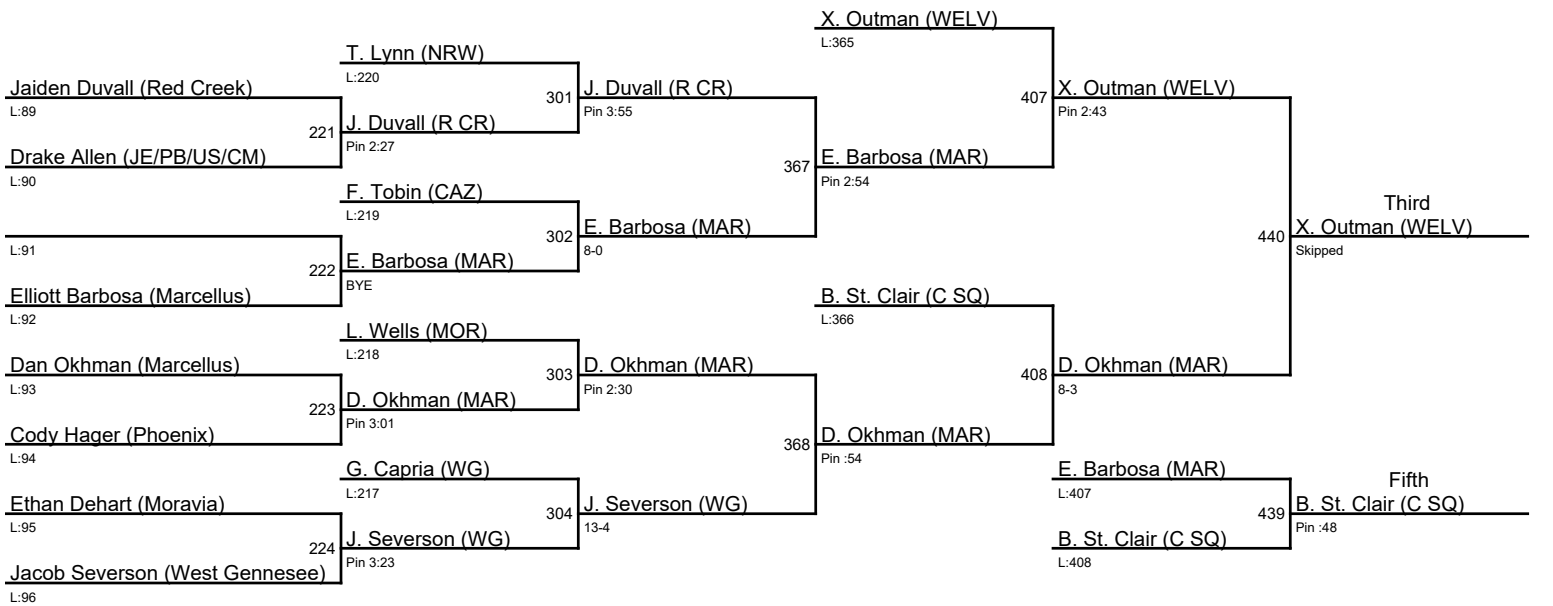 X. Outman (WELV)
L:365
T. Lynn (NRW)
L:220
Jaiden Duvall (Red Creek)
L:89
301
J. Duvall (R CR)
Pin 3:55
407
X. Outman (WELV)
Pin 2:43
221
J. Duvall (R CR)
Pin 2:27
Drake Allen (JE/PB/US/CM)
L:90
367
E. Barbosa (MAR)
Pin 2:54
F. Tobin (CAZ)
L:219
Third
L:91
302
E. Barbosa (MAR)
8-0
440
X. Outman (WELV)
Skipped
222
E. Barbosa (MAR)
BYE
Elliott Barbosa (Marcellus)
L:92
B. St. Clair (C SQ)
L:366
L. Wells (MOR)
L:218
Dan Okhman (Marcellus)
L:93
303
D. Okhman (MAR)
Pin 2:30
408
D. Okhman (MAR)
8-3
223
D. Okhman (MAR)
Pin 3:01
Cody Hager (Phoenix)
L:94
368
D. Okhman (MAR)
Pin :54
G. Capria (WG)
L:217
E. Barbosa (MAR)
L:407
Fifth
Ethan Dehart (Moravia)
L:95
304
J. Severson (WG)
13-4
439
B. St. Clair (C SQ)
Pin :48
224
J. Severson (WG)
Pin 3:23
B. St. Clair (C SQ)
L:408
Jacob Severson (West Gennesee)
L:96